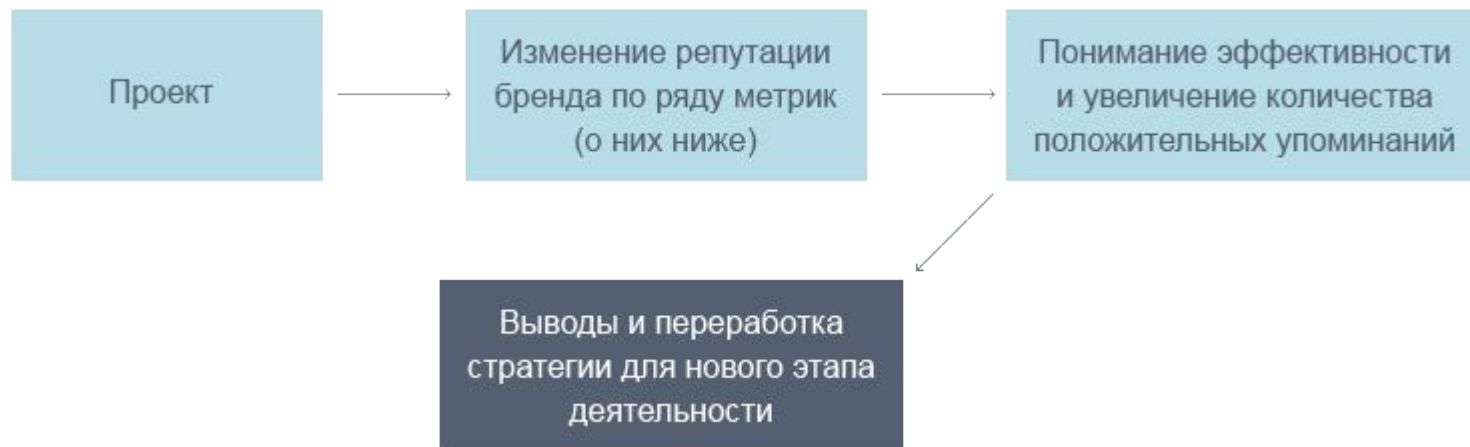 Проект
Изменение репутации
бренда по ряду метрик
(о них ниже)
Понимание эффективности
и увеличение количества
положительных упоминаний
Выводы и переработка
стратегии для нового этапа
деятельности